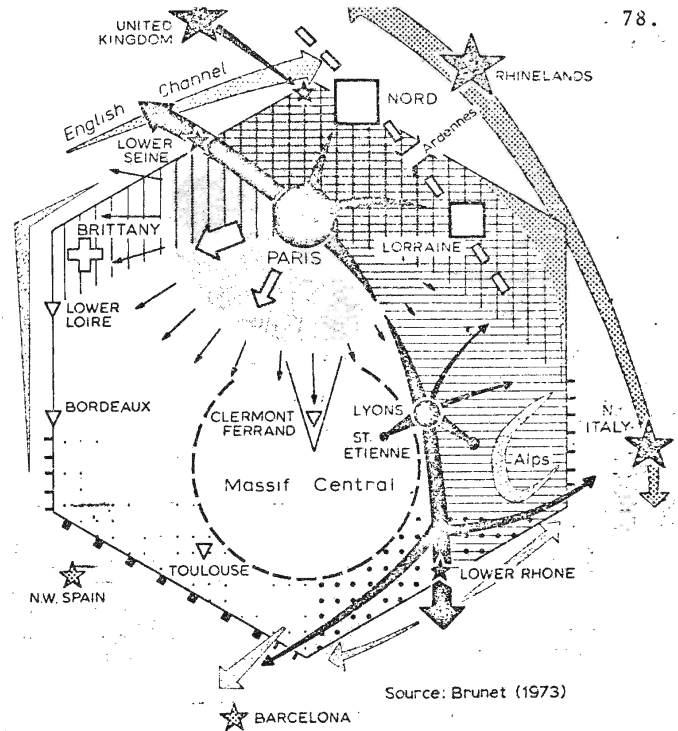 78.
UNITED
KINGDOM
RHINELANDS
English Channel
NORD
Ardennes
LOWER
SEINE
BRITTANY
PARIS
LORRAINE
LOWER
LOIRE
BORDEAUX
CLERMONT
FERRAND
LYONS
ST.
ETIENNE
N.
ITALY
Alps
Massif Central
TOULOUSE
LOWER RHONE
N.W. SPAIN
Source: Brunet (1973)
BARCELONA